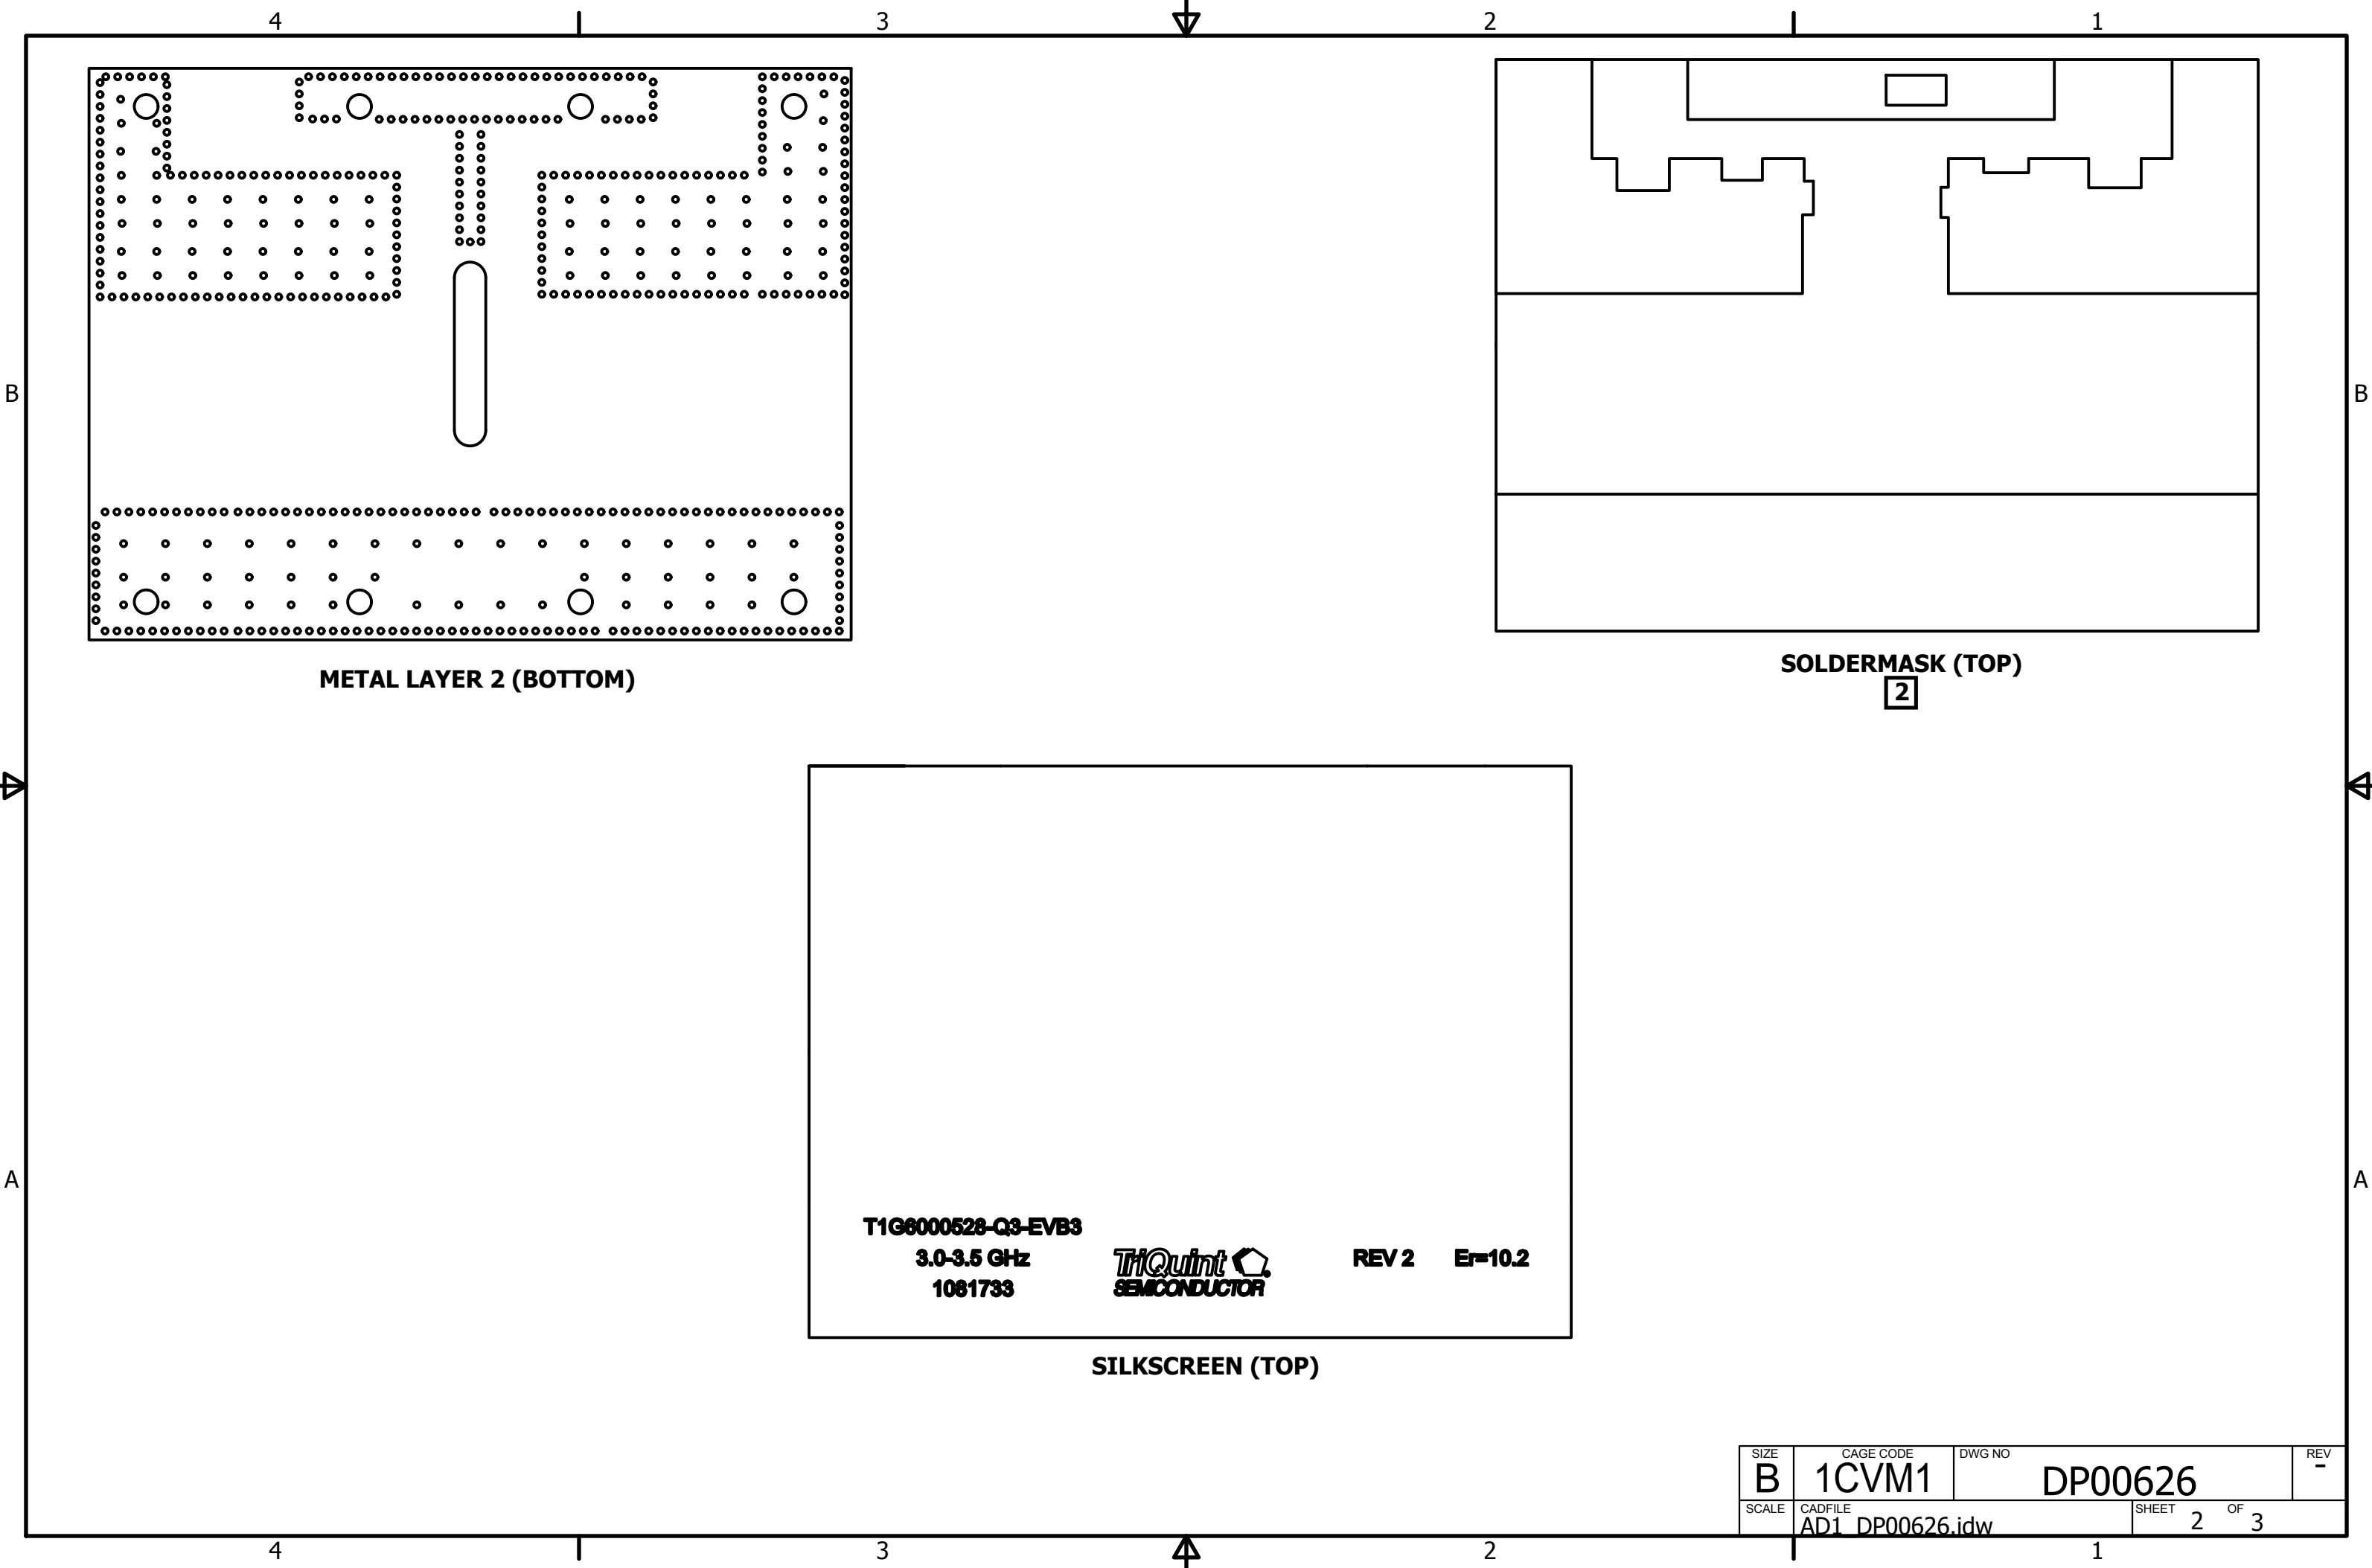 4 3 2 1
B B
METAL LAYER 2 (BOTTOM)
SOLDERMASK (TOP)
2
A A
T1G6000528-Q3-EVB3
3.0-3.5 GHz
1081733
TriQuint
SEMICONDUCTOR
REV 2 Er=10.2
SILKSCREEN (TOP)
SIZE CAGE CODE DWG NO REV
B 1CVM1 DP00626 -
SCALE CADFILE SHEET 2 OF 3
AD1_DP00626.idw
4 3 2 1